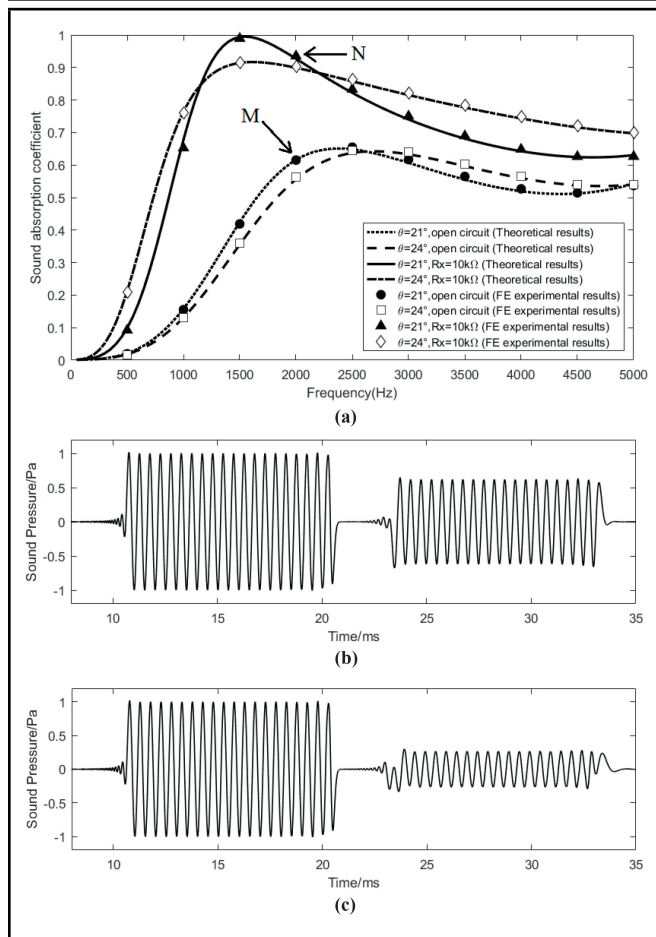 1
0.9
0.8
0.7
0.6
0.5
0.4
0.3
0.2
0.1
0
Sound absorption coefficient
N
M
θ=21°,open circuit (Theoretical results)
θ=24°,open circuit (Theoretical results)
θ=21°,Rx=10kΩ (Theoretical results)
θ=24°,Rx=10kΩ (Theoretical results)
θ=21°,open circuit (FE experimental results)
θ=24°,open circuit (FE experimental results)
θ=21°,Rx=10kΩ (FE experimental results)
θ=24°,Rx=10kΩ (FE experimental results)
0 500 1000 1500 2000 2500 3000 3500 4000 4500 5000
Frequency(Hz)
(a)
1
0.5
0
-0.5
-1
Sound Pressure/Pa
10 15 20 25 30 35
Time/ms
(b)
1
0.5
0
-0.5
-1
Sound Pressure/Pa
10 15 20 25 30 35
Time/ms
(c)